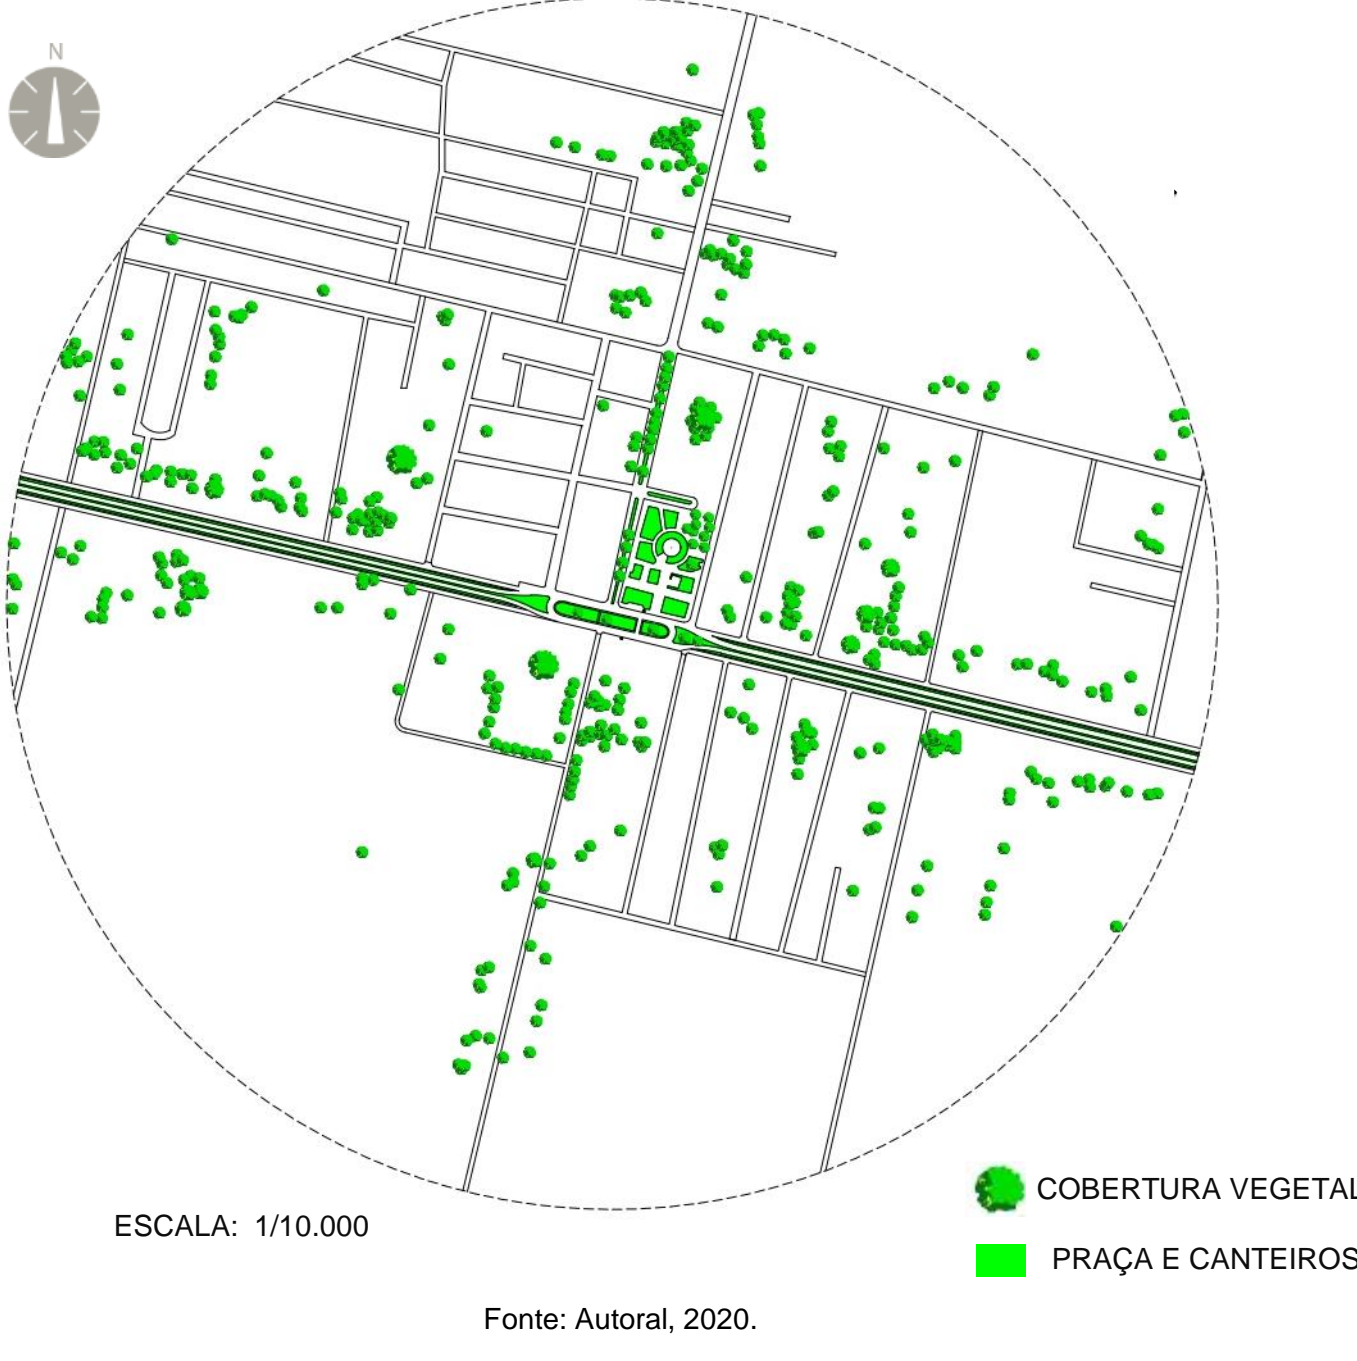 N
COBERTURA VEGETAL
ESCALA: 1/10.000
PRAÇA E CANTEIROS
Fonte: Autoral, 2020.